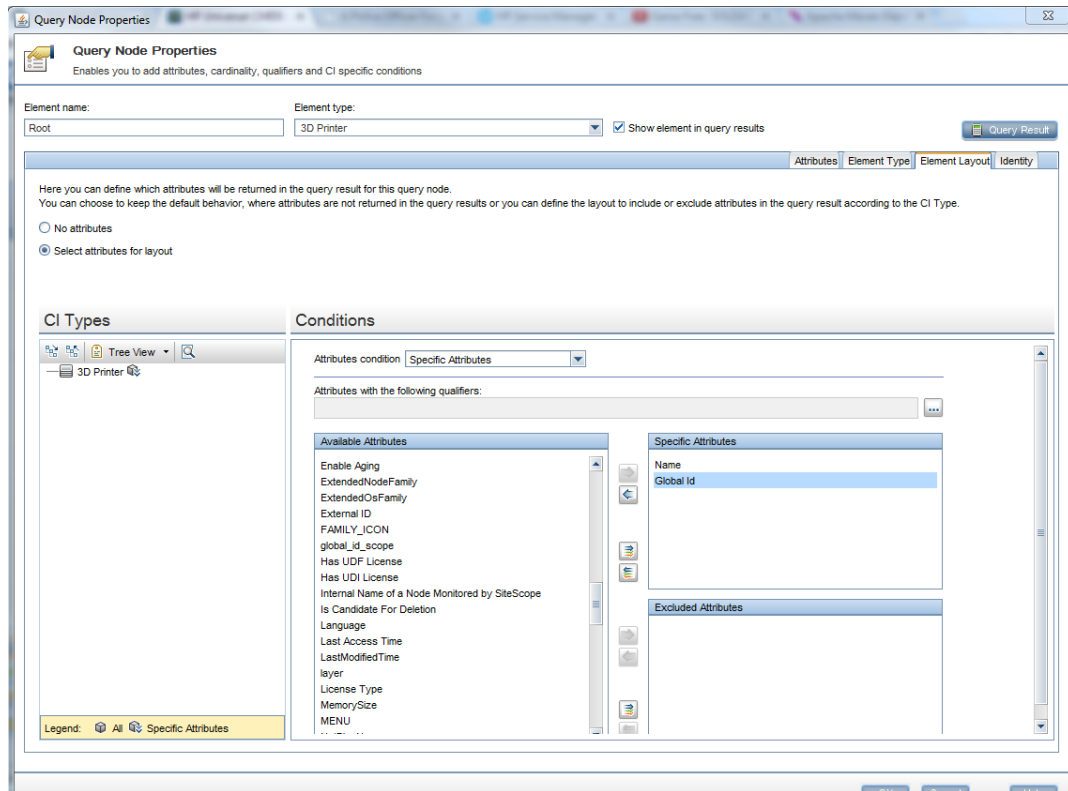 Query Node Properties
Query Node Properties
Enables you to add attributes, cardinality, qualifiers and CI specific conditions
Element name:
Element type:
Root
3D Printer
Show element in query results
Query Result
Attributes Element Type Element Layout Identity
Here you can define which attributes will be returned in the query result for this query node.
You can choose to keep the default behavior, where attributes are not returned in the query results or you can define the layout to include or exclude attributes in the query result according to the CI Type.
No attributes
Select attributes for layout
CI Types
Conditions
Tree View
3D Printer
Attributes condition Specific Attributes
Attributes with the following qualifiers:
...
Available Attributes
Enable Aging
ExtendedNodeFamily
ExtendedOsFamily
External ID
FAMILY_ICON
global_id_scope
Has UDF License
Has UDI License
Internal Name of a Node Monitored by SiteScope
Is Candidate For Deletion
Language
Last Access Time
LastModifiedTime
layer
License Type
MemorySize
MENU
Specific Attributes
Name
Global Id
Excluded Attributes
Legend: All Specific Attributes